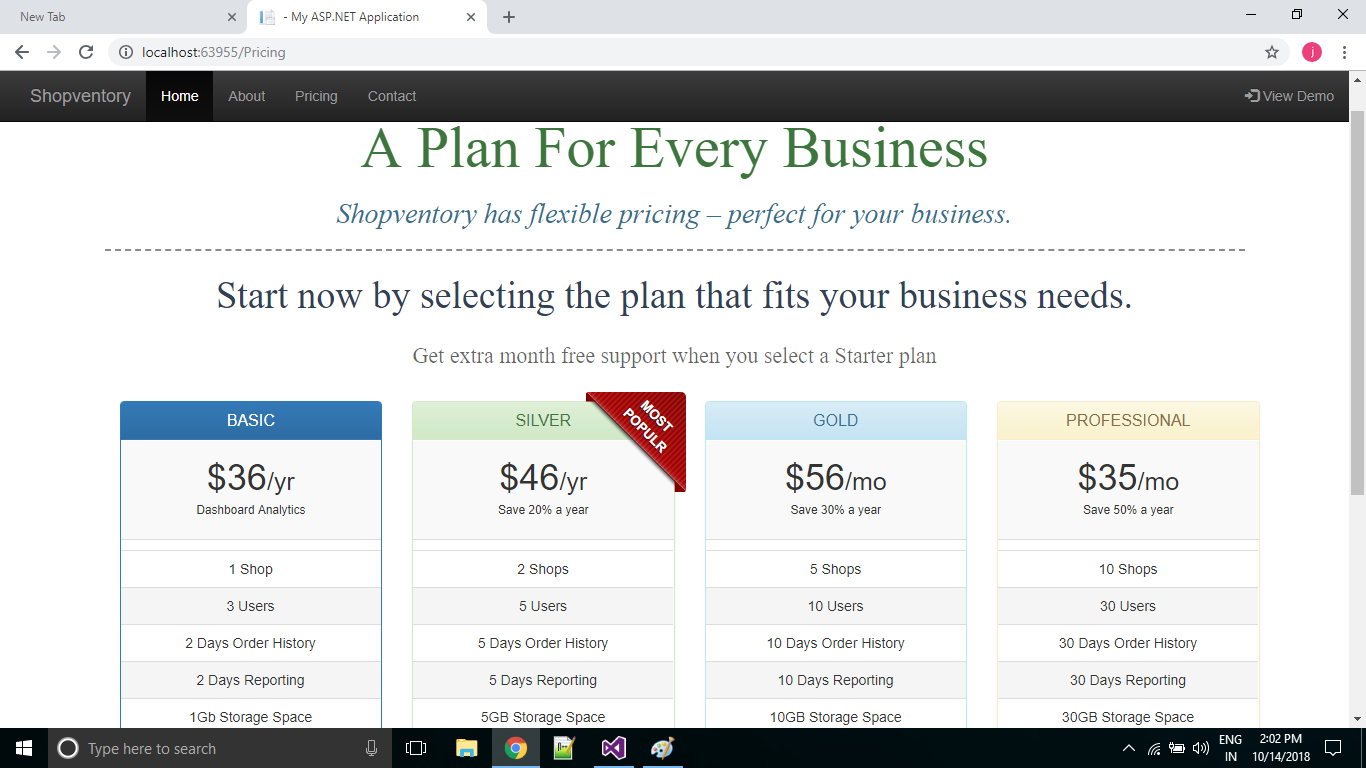 New Tab
- My ASP.NET Application
localhost:63955/Pricing
j
Shopventory
Home
About
Pricing
Contact
View Demo
A Plan For Every Business
Shopventory has flexible pricing – perfect for your business.
Start now by selecting the plan that fits your business needs.
Get extra month free support when you select a Starter plan
BASIC
$36/yr
Dashboard Analytics
1 Shop
3 Users
2 Days Order History
2 Days Reporting
1Gb Storage Space
SILVER
MOST
POPULR
$46/yr
Save 20% a year
2 Shops
5 Users
5 Days Order History
5 Days Reporting
5GB Storage Space
GOLD
$56/mo
Save 30% a year
5 Shops
10 Users
10 Days Order History
10 Days Reporting
10GB Storage Space
PROFESSIONAL
$35/mo
Save 50% a year
10 Shops
30 Users
30 Days Order History
30 Days Reporting
30GB Storage Space
Type here to search
ENG
IN
2:02 PM
10/14/2018